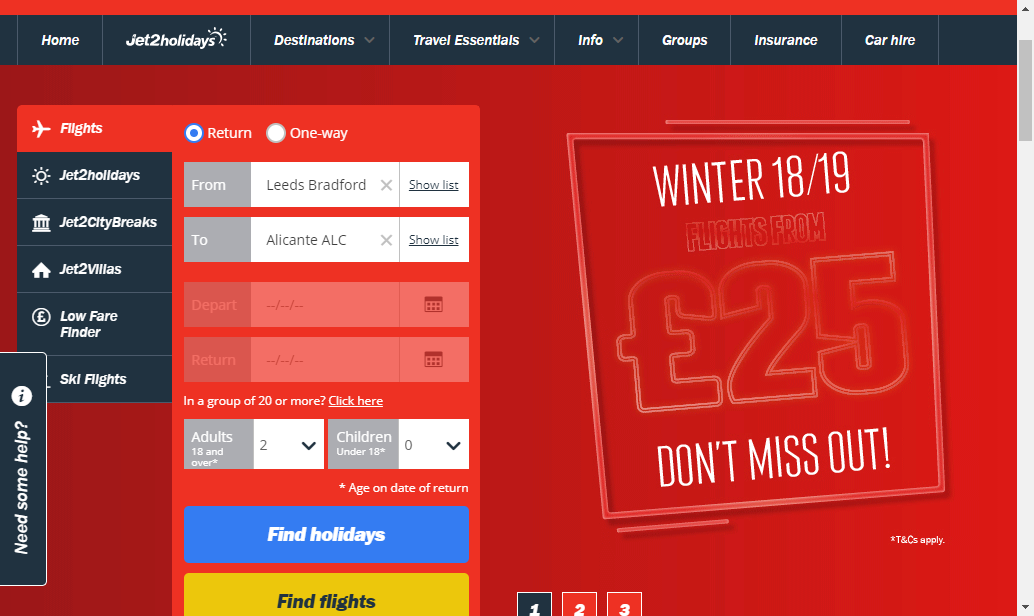 Home
Jet2holidays
Destinations
Travel Essentials
Info
Groups
Insurance
Car hire
Flights
Jet2holidays
Jet2CityBreaks
Jet2Villas
Low Fare
Finder
Ski Flights
Need some help?
Return
One-way
From
Leeds Bradford
Show list
To
Alicante ALC
Show list
Depart
--/--/--
Return
--/--/--
In a group of 20 or more? Click here
Adults
18 and
over*
2
Children
Under 18*
0
* Age on date of return
Find holidays
Find flights
WINTER 18/19
FLIGHTS FROM
£25
DON'T MISS OUT!
*T&Cs apply.
1
2
3